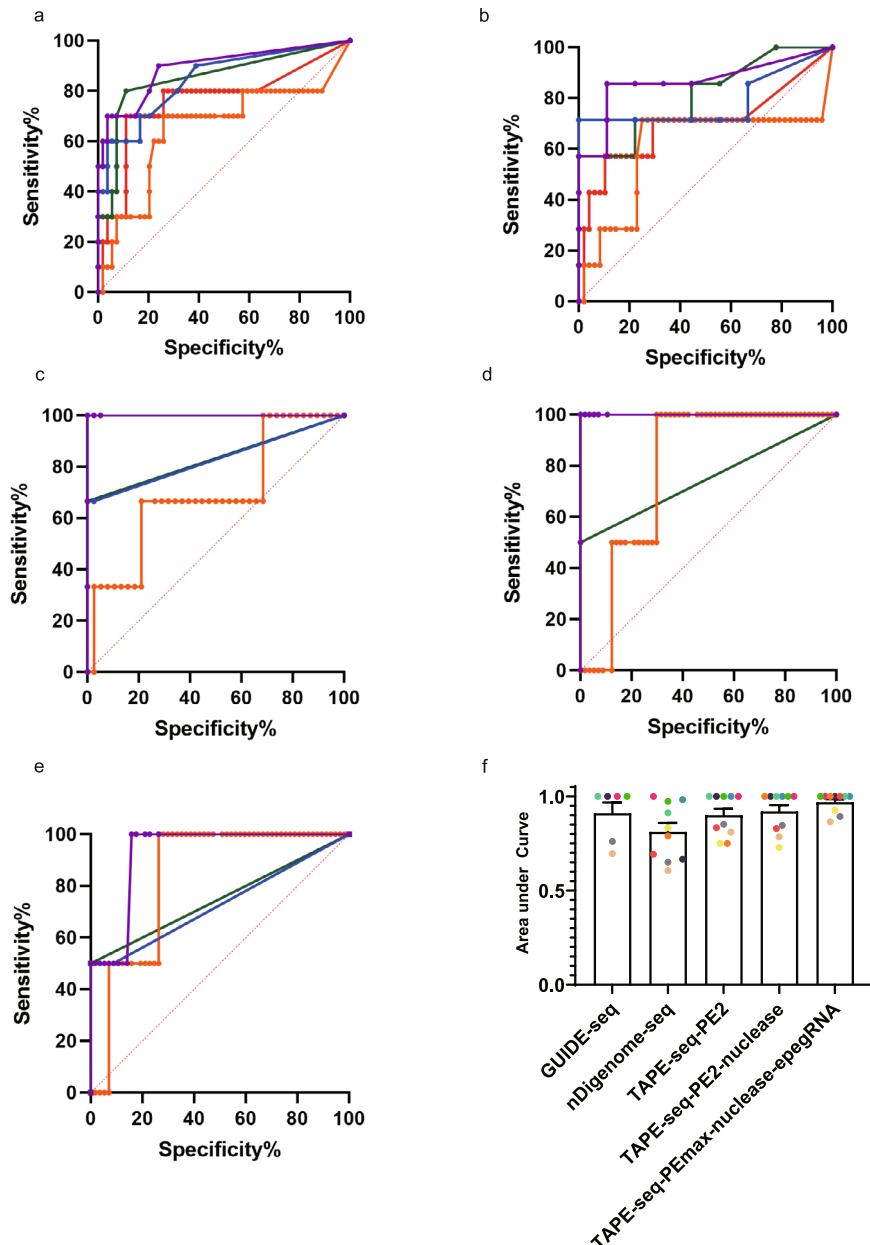 a
Sensitivity%
100
80
60
40
20
0
0 20 40 60 80 100
Specificity%
b
Sensitivity%
100
80
60
40
20
0
0 20 40 60 80 100
Specificity%
c
Sensitivity%
100
80
60
40
20
0
0 20 40 60 80 100
Specificity%
d
Sensitivity%
100
80
60
40
20
0
0 20 40 60 80 100
Specificity%
e
Sensitivity%
100
80
60
40
20
0
0 20 40 60 80 100
Specificity%
f
Area under Curve
1.0
0.5
0.0
GUIDE-seq
nDigenome-seq
TAPE-seq-PE2
TAPE-seq-PE2-nuclease
TAPE-seq-PEmax-nuclease-epegRNA